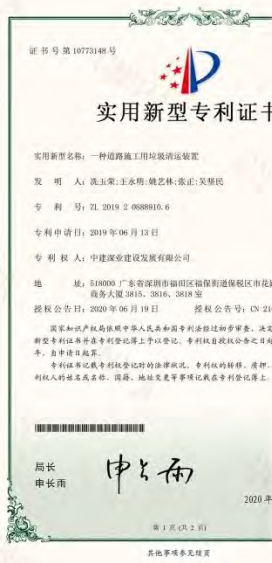 证书号第10773148号
实用新型专利证书
实用新型名称：一种道路施工用垃圾清运装置
发 明 人：洗玉荣;王永明;姚艺林;张正;吴壁民
专 利 号：ZL 2019 2 0888910.6
专利申请日：2019年06月13日
专 利 权 人：中建深业建设发展有限公司
地 址：518000 广东省深圳市福田区福保街道保税区市花
商务大厦3815、3816、3818室
授权公告日：2020年06月19日 授权公告号：CN 21
国家知识产权局依照中华人民共和国专利法经过初步审查，决定
新型专利证书并在专利登记簿上予以登记。专利权自授权公告之日起
年，自申请日起算。
专利证书记载专利权登记时的法律状况。专利权的转移、质押、
利权人的姓名或名称、国籍、地址变更等事项记载在专利登记簿上。
局长
申长雨
申长雨
2020年
第1页(共2页)
其他事项参见续页